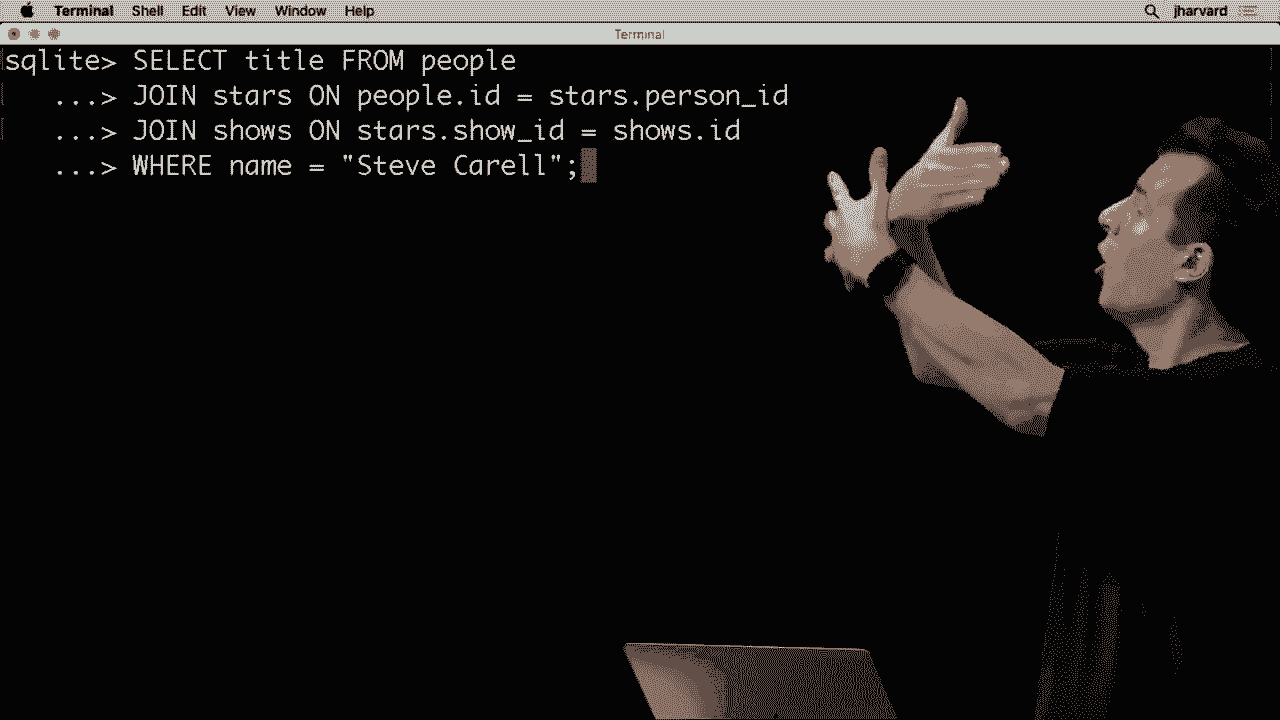 Terminal Shell Edit View Window Help jharvard
Terminal
sqlite> SELECT title FROM people
...> JOIN stars ON people.id = stars.person_id
...> JOIN shows ON stars.show_id = shows.id
...> WHERE name = "Steve Carell";